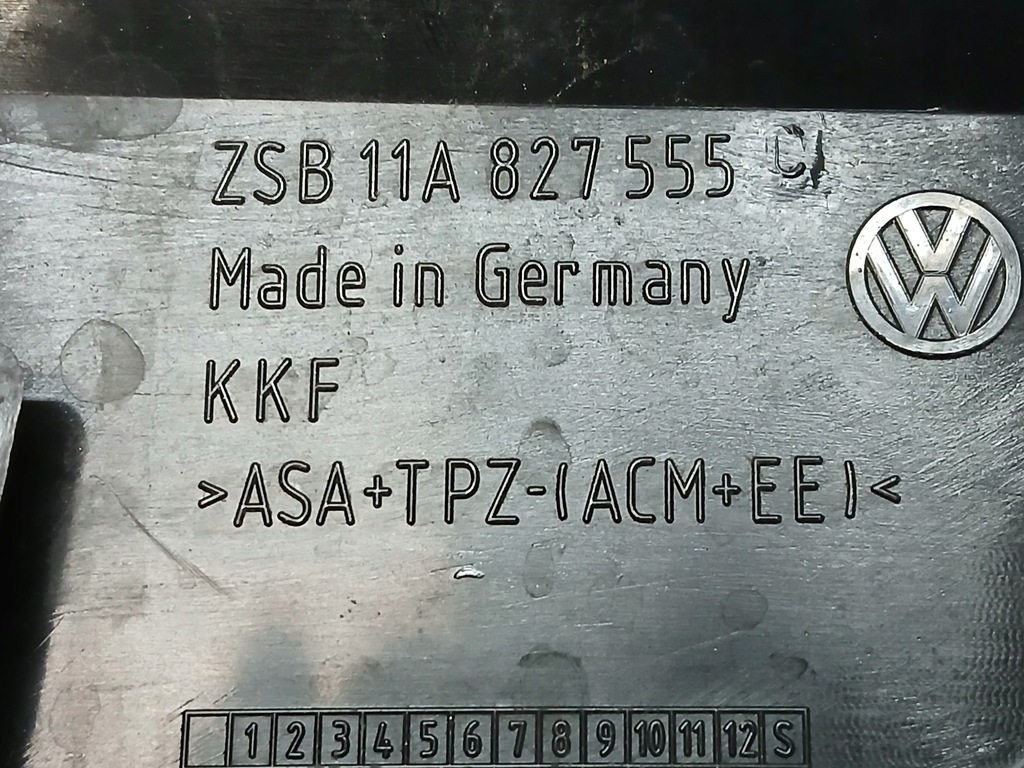 ZSB 11A 827 555 C
Made in Germany
KKF
>ASA+TPZ-(ACM+EE)<
1 2 3 4 5 6 7 8 9 10 11 12 S